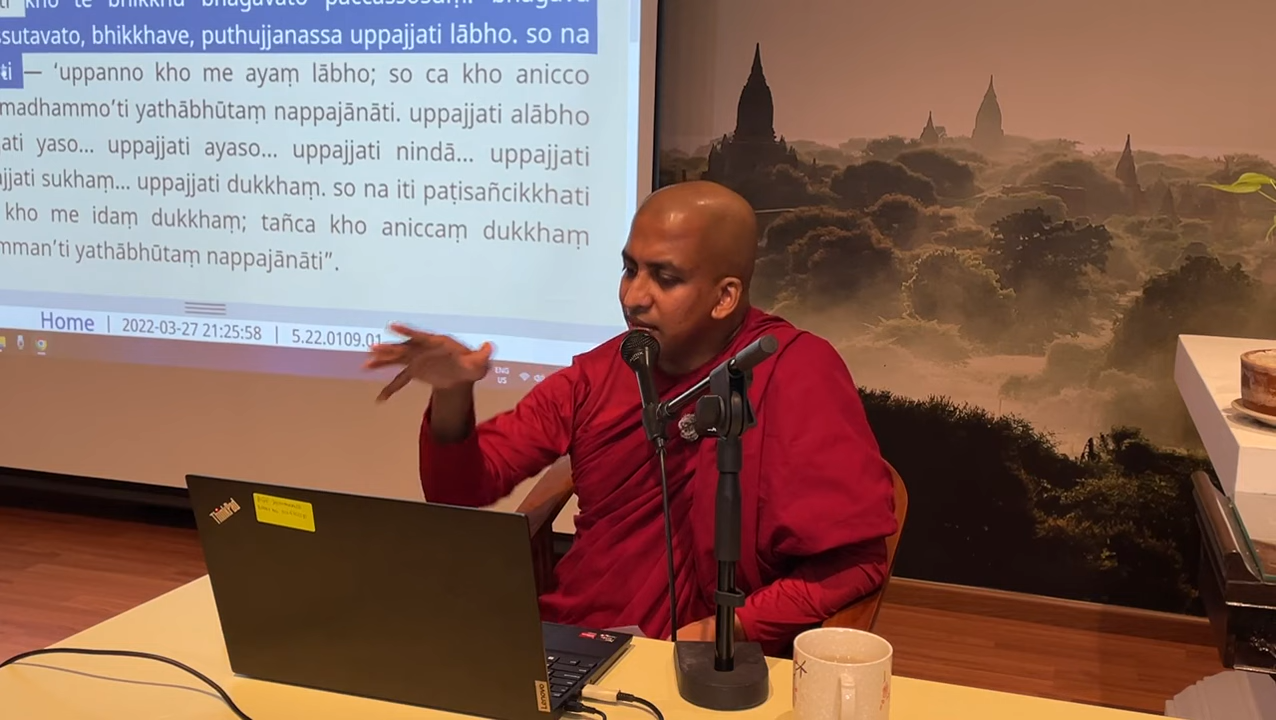 kho te bhikkhū bhagavato paccassosuṃ. bhagavā
ssutavato, bhikkhave, puthujjanassa uppajjati lābho. so na
ti — ‘uppanno kho me ayaṃ lābho; so ca kho anicco
madhammo’ti yathābhūtaṃ nappajānāti. uppajjati alābho
ati yaso... uppajjati ayaso... uppajjati nindā... uppajjati
jjati sukhaṃ... uppajjati dukkhaṃ. so na iti paṭisañcikkhati
kho me idaṃ dukkhaṃ; tañca kho aniccaṃ dukkhaṃ
mman’ti yathābhūtaṃ nappajānāti”.
Home | 2022-03-27 21:25:58 | 5.22.0109.01
ENG
US
ThinkPad
Lenovo